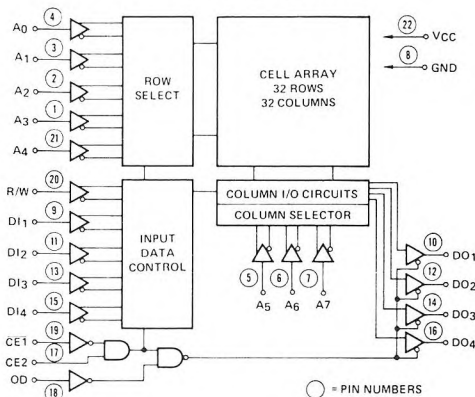 ④
A0
③
A1
②
A2
①
A3
㉑
A4
ROW
SELECT
CELL ARRAY
32 ROWS
32 COLUMNS
㉒
VCC
⑧
GND
⑳
R/W
⑨
DI1
⑪
DI2
⑬
DI3
⑮
DI4
INPUT
DATA
CONTROL
COLUMN I/O CIRCUITS
COLUMN SELECTOR
⑤ ⑥ ⑦
A5 A6 A7
⑩
DO1
⑫
DO2
⑭
DO3
⑯
DO4
⑲
CE1
⑰
CE2
OD
⑱
= PIN NUMBERS